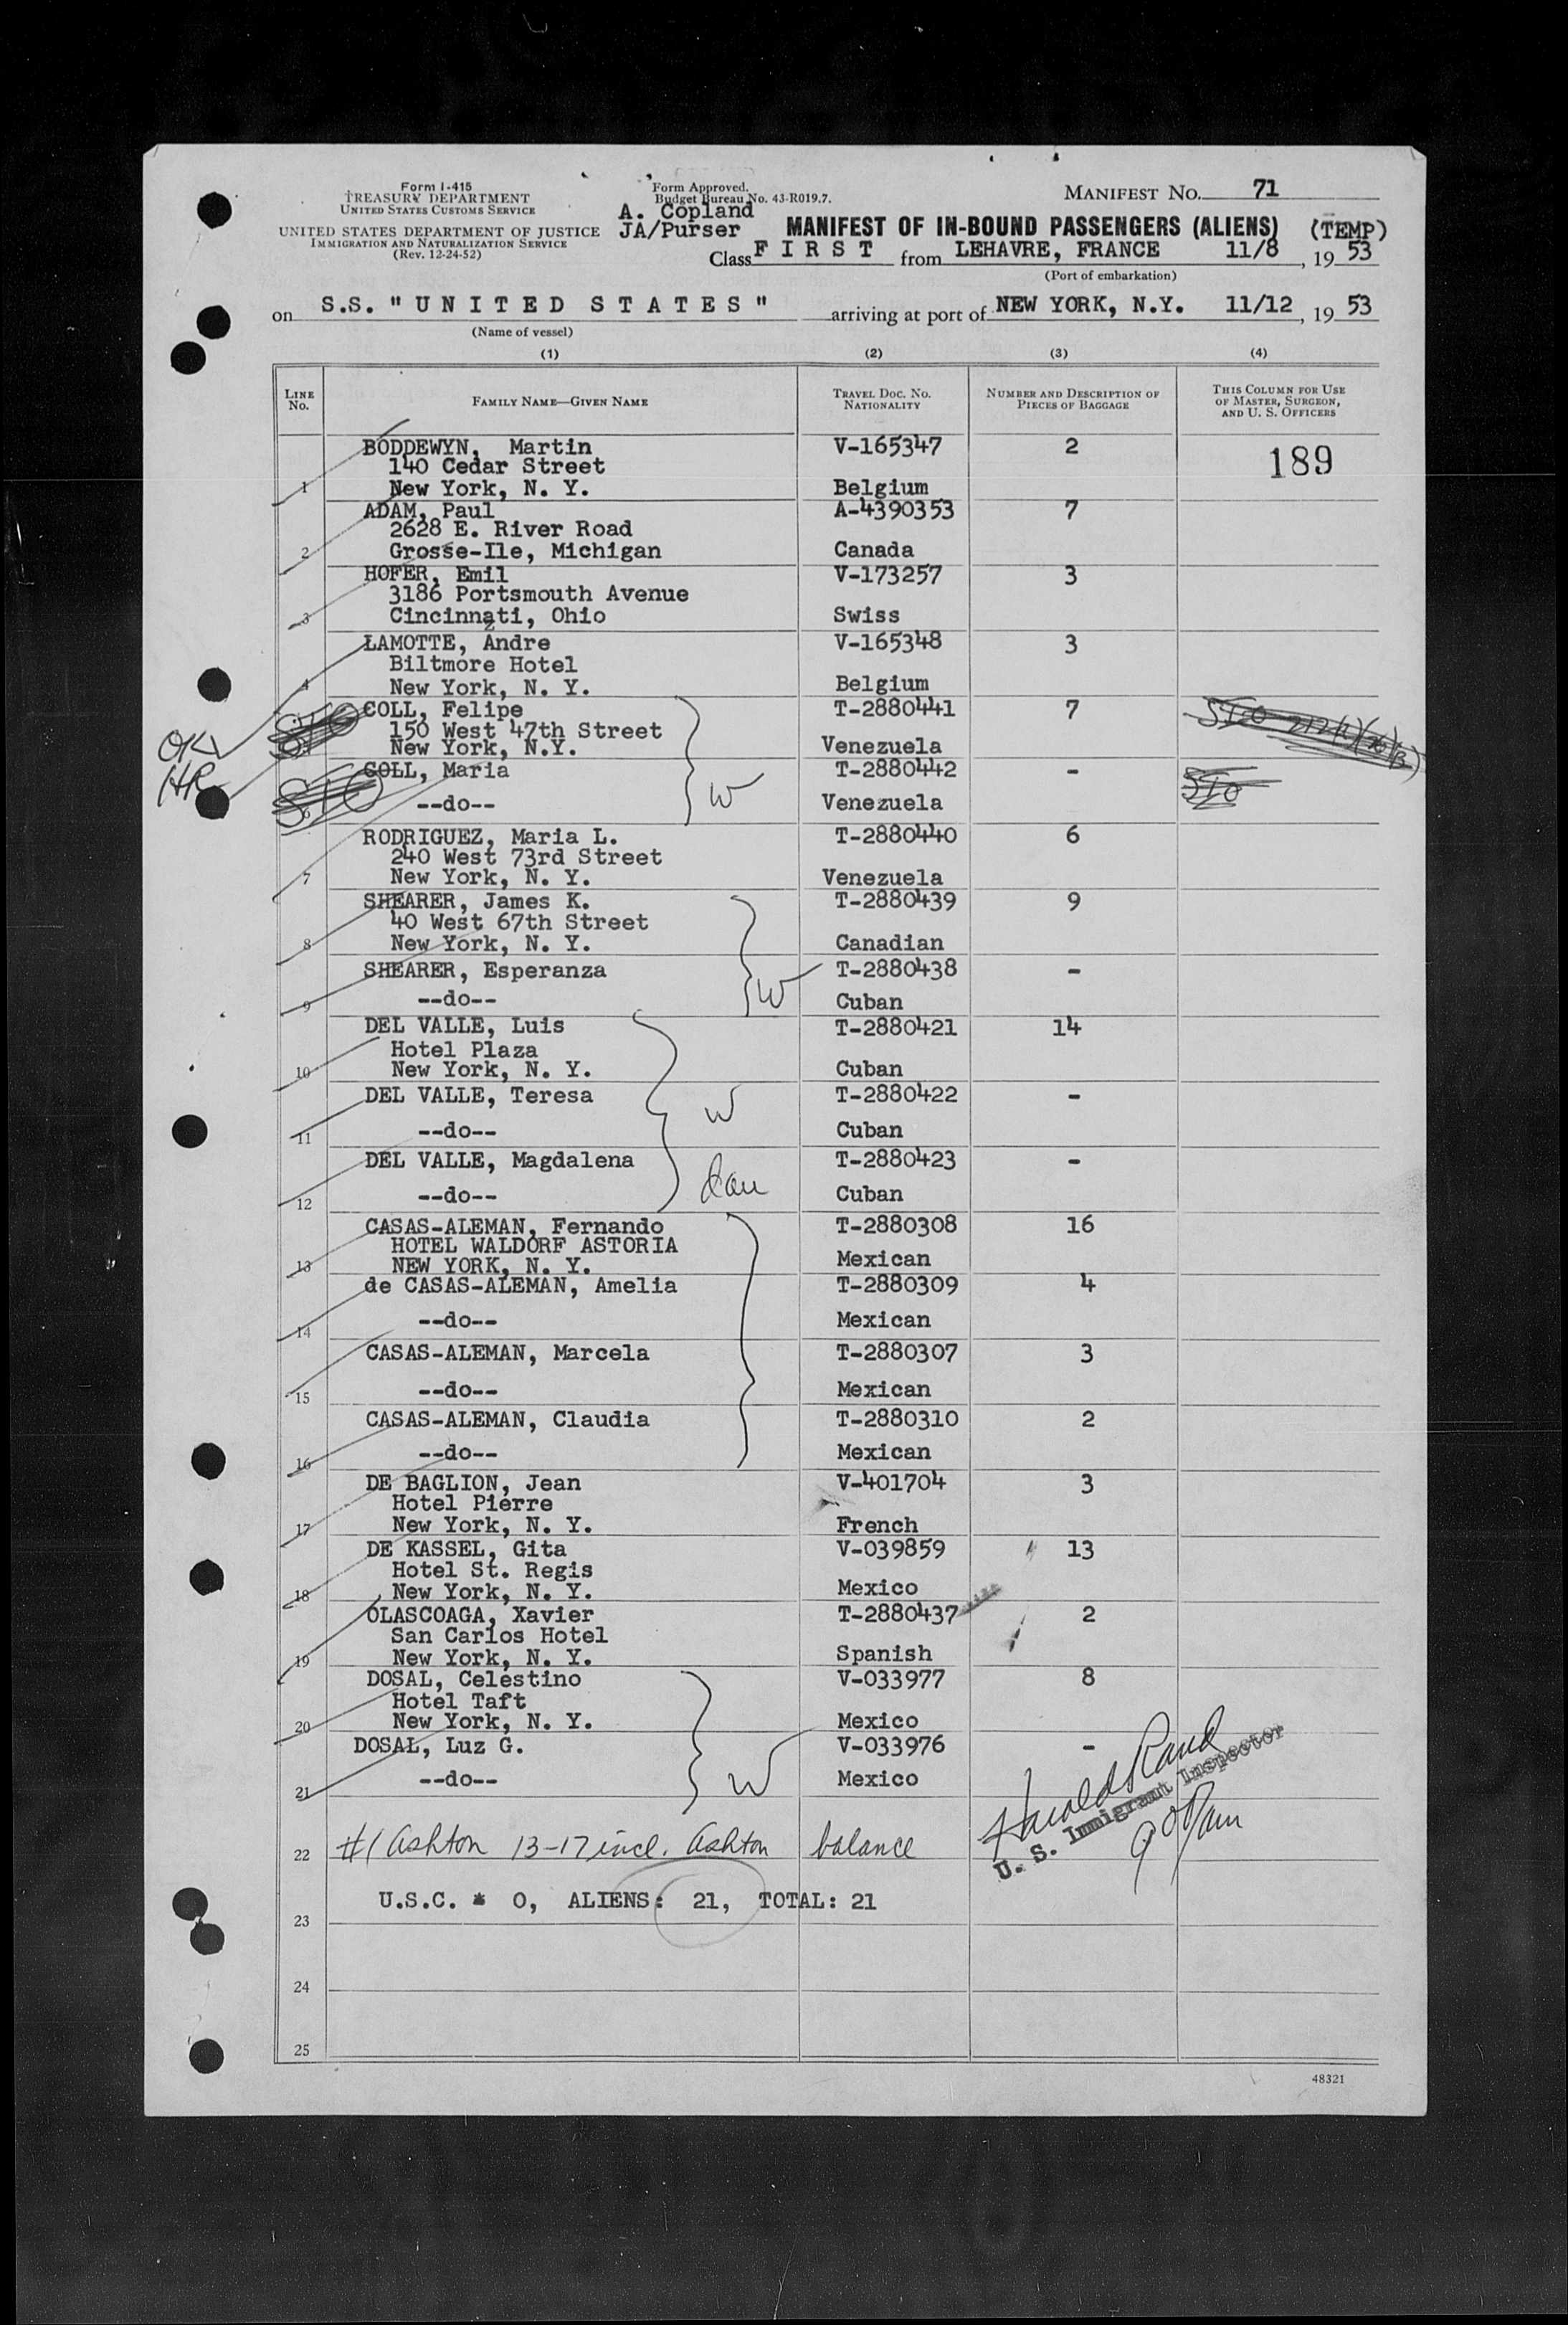 Form I-415
TREASURY DEPARTMENT
UNITED STATES CUSTOMS SERVICE
UNITED STATES DEPARTMENT OF JUSTICE
IMMIGRATION AND NATURALIZATION SERVICE
(Rev. 12-24-52)
Form Approved.
Budget Bureau No. 43-R019.7.
A. Copland
JA/Purser
MANIFEST No. 71
MANIFEST OF IN-BOUND PASSENGERS (ALIENS) (TEMP)
Class F I R S T from LEHAVRE, FRANCE 11/8, 19 53
(Port of embarkation)
on S.S. "U N I T E D S T A T E S" arriving at port of NEW YORK, N.Y. 11/12, 19 53
(Name of vessel)
(1) (2) (3) (4)
LINE No. FAMILY NAME—GIVEN NAME TRAVEL DOC. NO. NATIONALITY NUMBER AND DESCRIPTION OF PIECES OF BAGGAGE THIS COLUMN FOR USE OF MASTER, SURGEON, AND U. S. OFFICERS
BODDEWYN, Martin V-165347 2 189
140 Cedar Street
1 New York, N. Y. Belgium
ADAM, Paul A-4390353 7
2628 E. River Road
2 Grosse-Ile, Michigan Canada
HOFER, Emil V-173257 3
3186 Portsmouth Avenue
3 Cincinnati, Ohio Swiss
LAMOTTE, Andre V-165348 3
Biltmore Hotel
4 New York, N. Y. Belgium
COLL, Felipe T-2880441 7
150 West 47th Street
New York, N.Y. Venezuela
OK
HR
COLL, Maria T-2880442 -
--do-- W Venezuela
RODRIGUEZ, Maria L. T-2880440 6
240 West 73rd Street
7 New York, N. Y. Venezuela
SHEARER, James K. T-2880439 9
40 West 67th Street
8 New York, N. Y. Canadian
SHEARER, Esperanza T-2880438 -
9 --do-- W Cuban
DEL VALLE, Luis T-2880421 14
Hotel Plaza
10 New York, N. Y. Cuban
DEL VALLE, Teresa T-2880422 -
W
11 --do-- Cuban
DEL VALLE, Magdalena T-2880423 -
12 --do-- Cuban
CASAS-ALEMAN, Fernando T-2880308 16
HOTEL WALDORF ASTORIA
13 NEW YORK, N. Y. Mexican
de CASAS-ALEMAN, Amelia T-2880309 4
14 --do-- Mexican
CASAS-ALEMAN, Marcela T-2880307 3
15 --do-- Mexican
CASAS-ALEMAN, Claudia T-2880310 2
16 --do-- Mexican
DE BAGLION, Jean V-401704 3
Hotel Pierre
17 New York, N. Y. French
DE KASSEL, Gita V-039859 13
Hotel St. Regis
18 New York, N. Y. Mexico
OLASCOAGA, Xavier T-2880437 2
San Carlos Hotel
19 New York, N. Y. Spanish
DOSAL, Celestino V-033977 8
Hotel Taft
20 New York, N. Y. Mexico
DOSAL, Luz G. V-033976 -
21 --do-- W Mexico
Harold Rand
U. S. Immigrant Inspector
22 #1 Ashton 13-17 incl. Ashton balance
U.S.C. * 0, ALIENS: 21, TOTAL: 21
23
24
25
48321